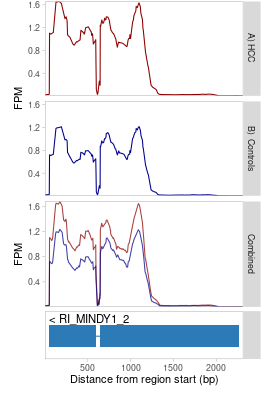 1.6
1.2
0.8
0.4
FPM
A) HCC
1.6
1.2
0.8
0.4
B) Controls
1.6
1.2
0.8
0.4
FPM
Combined
< RI_MINDY1_2
500 1000 1500 2000
Distance from region start (bp)